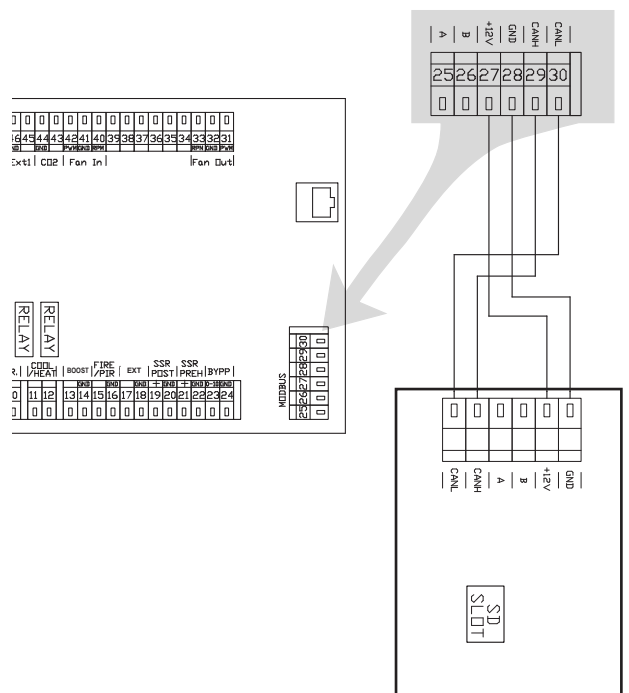 A | B | +12V | GND | CANH | CANL
25 26 27 28 29 30
45 44 43 42 41 40 39 38 37 36 35 34 33 32 31
GND PWM GND RPM RPM GND PWM
Ext1 | CO2 | Fan In | Fan Out
RELAY RELAY
COOL/HEAT | BOOST | FIRE/PIR | EXT | SSR POST | SSR PREH | BYPP
GND GND GND + GND + GND 0-10 GND
11 12 13 14 15 16 17 18 19 20 21 22 23 24
MODBUS
25 26 27 28 29 30
CANL | CANH | A | B | +12V | GND
SD SLOT